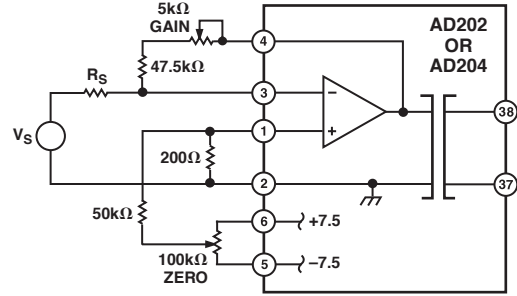 5kΩ
GAIN
AD202
OR
AD204
4
47.5kΩ
RS
3
−
38
VS
1
+
200Ω
2
37
50kΩ
6
+7.5
100kΩ
ZERO
5
−7.5